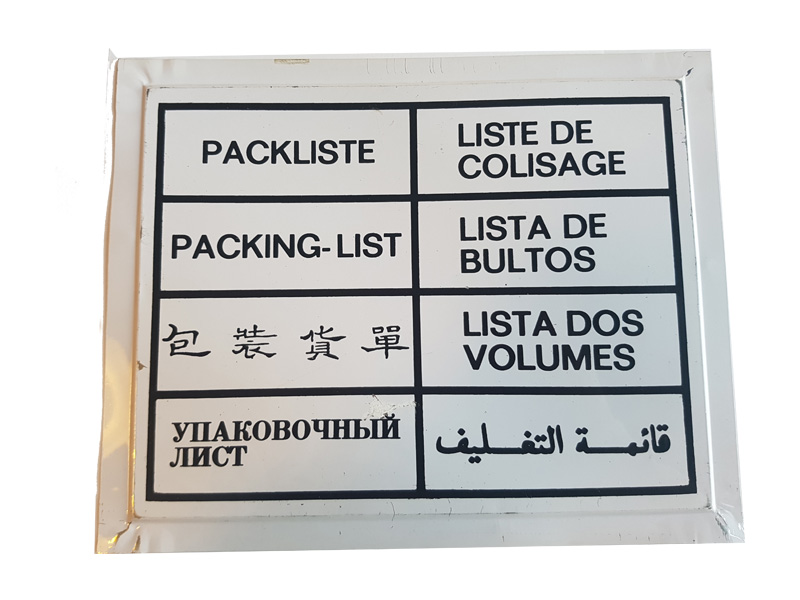 PACKLISTE
LISTE DE
COLISAGE
PACKING-LIST
LISTA DE
BULTOS
包裝貨單
LISTA DOS
VOLUMES
УПАКОВОЧНЫЙ
ЛИСТ
قائمة التغليف